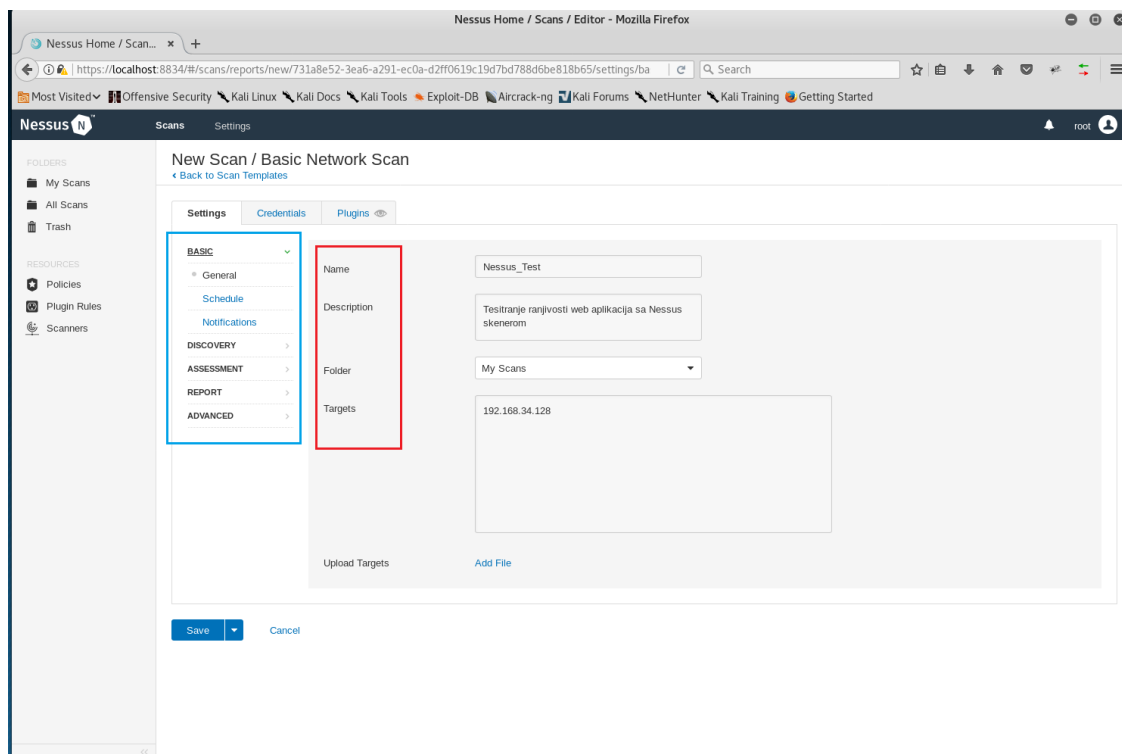 Nessus Home / Scans / Editor - Mozilla Firefox
Nessus Home / Scan...
https://localhost:8834/#/scans/reports/new/731a8e52-3ea6-a291-ec0a-d2ff0619c19d7bd788d6be818b65/settings/ba
Search
Most Visited Offensive Security Kali Linux Kali Docs Kali Tools Exploit-DB Aircrack-ng Kali Forums NetHunter Kali Training Getting Started
Nessus N
Scans Settings
root
FOLDERS
My Scans
All Scans
Trash
RESOURCES
Policies
Plugin Rules
Scanners
New Scan / Basic Network Scan
Back to Scan Templates
Settings Credentials Plugins
BASIC
General
Schedule
Notifications
DISCOVERY
ASSESSMENT
REPORT
ADVANCED
Name
Nessus_Test
Description
Tesitranje ranjivosti web aplikacija sa Nessus
skenerom
Folder
My Scans
Targets
192.168.34.128
Upload Targets
Add File
Save
Cancel